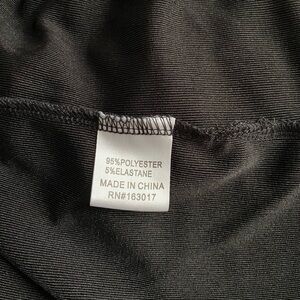 95%POLYESTER
5%ELASTANE
MADE IN CHINA
RN#163017